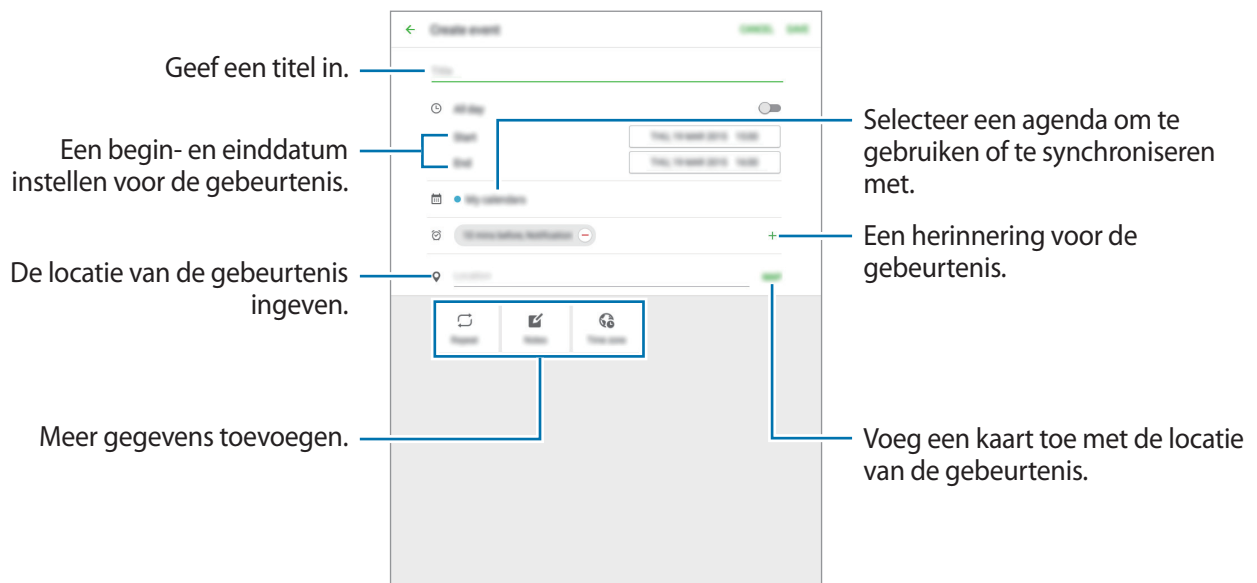 Create event
CANCEL SAVE
Geef een titel in.
Title
All day
Start
End
Een begin- en einddatum
instellen voor de gebeurtenis.
Selecteer een agenda om te
gebruiken of te synchroniseren
met.
My calendars
Een herinnering voor de
gebeurtenis.
De locatie van de gebeurtenis
ingeven.
Location
Repeat
Notes
Time zone
Meer gegevens toevoegen.
Voeg een kaart toe met de locatie
van de gebeurtenis.